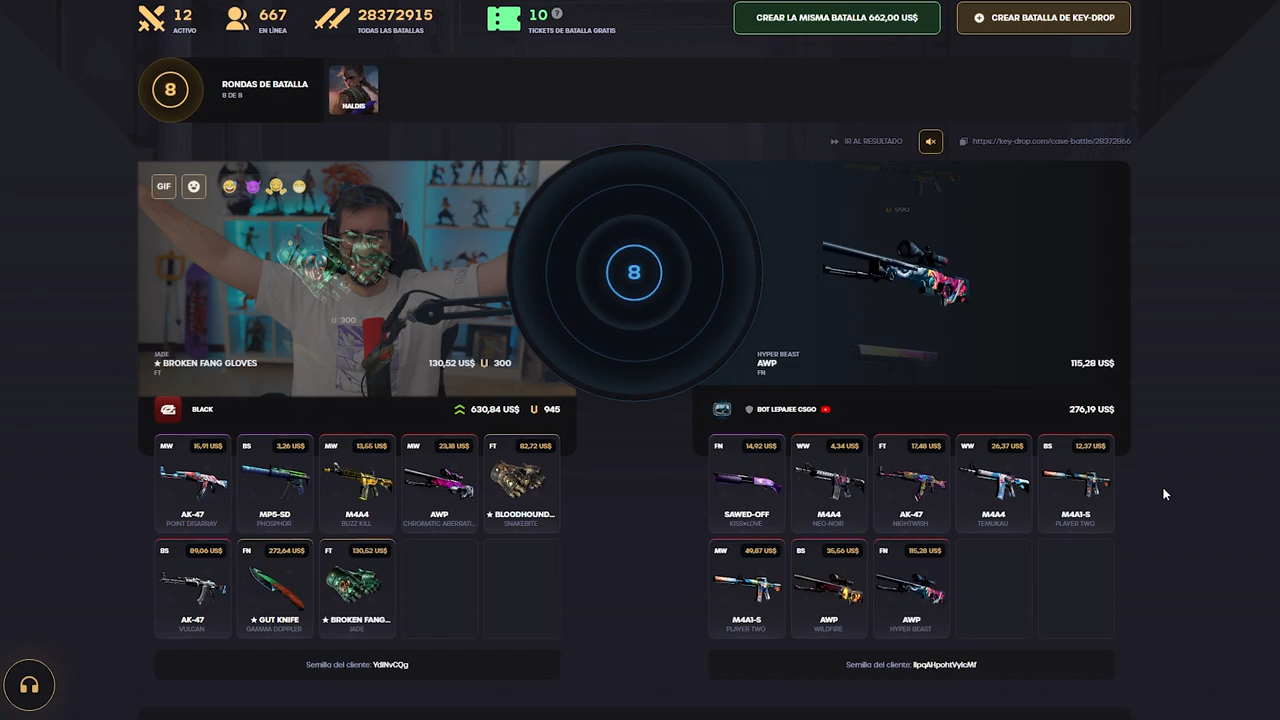 12
ACTIVO
667
EN LÍNEA
28372915
TODAS LAS BATALLAS
10 ?
TICKETS DE BATALLA GRATIS
CREAR LA MISMA BATALLA 662,00 US$
CREAR BATALLA DE KEY-DROP
8
RONDAS DE BATALLA
8 DE 8
HALDIS
IR AL RESULTADO
https://key-drop.com/case-battle/28372866
GIF
300
JADE
★ BROKEN FANG GLOVES
130,52 US$ 300
FT
8
990
HYPER BEAST
AWP
115,28 US$
FN
BLACK
630,84 US$ 945
BOT LEPAJEE CSGO
276,19 US$
MW 15,91 US$
AK-47
POINT DISARRAY
BS 3,26 US$
MP5-SD
PHOSPHOR
MW 13,55 US$
M4A4
BUZZ KILL
MW 23,18 US$
AWP
CHROMATIC ABERRATI...
FT 82,72 US$
★ BLOODHOUND...
SNAKEBITE
BS 89,06 US$
AK-47
VULCAN
FN 272,64 US$
★ GUT KNIFE
GAMMA DOPPLER
FT 130,52 US$
★ BROKEN FANG...
JADE
FN 14,92 US$
SAWED-OFF
KISS♥LOVE
WW 4,34 US$
M4A4
NEO-NOIR
FT 17,48 US$
AK-47
NIGHTWISH
WW 26,37 US$
M4A4
TEMUKAU
BS 12,37 US$
M4A1-S
PLAYER TWO
MW 49,87 US$
M4A1-S
PLAYER TWO
BS 35,56 US$
AWP
WILDFIRE
FN 115,28 US$
AWP
HYPER BEAST
Semilla del cliente: YdlNvCQg
Semilla del cliente: